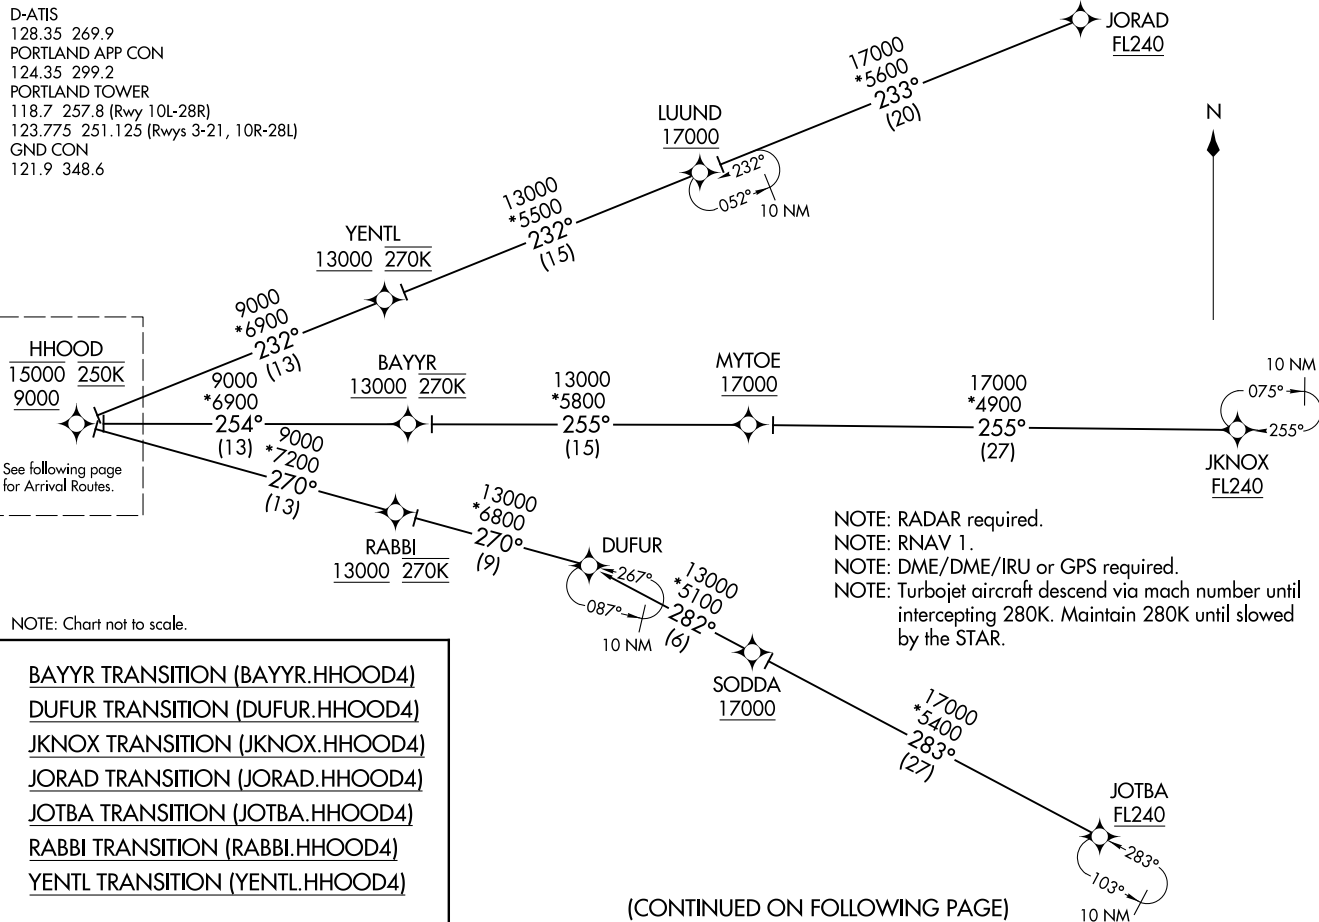 D-ATIS
128.35 269.9
PORTLAND APP CON
124.35 299.2
PORTLAND TOWER
118.7 257.8 (Rwy 10L-28R)
123.775 251.125 (Rwys 3-21, 10R-28L)
GND CON
121.9 348.6
JORAD
FL240
17000
*5600
233°
(20)
LUUND
17000
232°
052°
10 NM
N
13000
*5500
232°
(15)
YENTL
13000 270K
9000
*6900
232°
(13)
HHOOD
15000 250K
9000
See following page
for Arrival Routes.
9000
*6900
254°
(13)
BAYYR
13000 270K
13000
*5800
255°
(15)
MYTOE
17000
17000
*4900
255°
(27)
10 NM
075°
255°
JKNOX
FL240
9000
*7200
270°
(13)
RABBI
13000 270K
13000
*6800
270°
(9)
DUFUR
267°
087°
10 NM
13000
*5100
282°
(6)
SODDA
17000
17000
*5400
283°
(27)
JOTBA
FL240
283°
103°
10 NM
NOTE: RADAR required.
NOTE: RNAV 1.
NOTE: DME/DME/IRU or GPS required.
NOTE: Turbojet aircraft descend via mach number until
intercepting 280K. Maintain 280K until slowed
by the STAR.
NOTE: Chart not to scale.
BAYYR TRANSITION (BAYYR.HHOOD4)
DUFUR TRANSITION (DUFUR.HHOOD4)
JKNOX TRANSITION (JKNOX.HHOOD4)
JORAD TRANSITION (JORAD.HHOOD4)
JOTBA TRANSITION (JOTBA.HHOOD4)
RABBI TRANSITION (RABBI.HHOOD4)
YENTL TRANSITION (YENTL.HHOOD4)
(CONTINUED ON FOLLOWING PAGE)